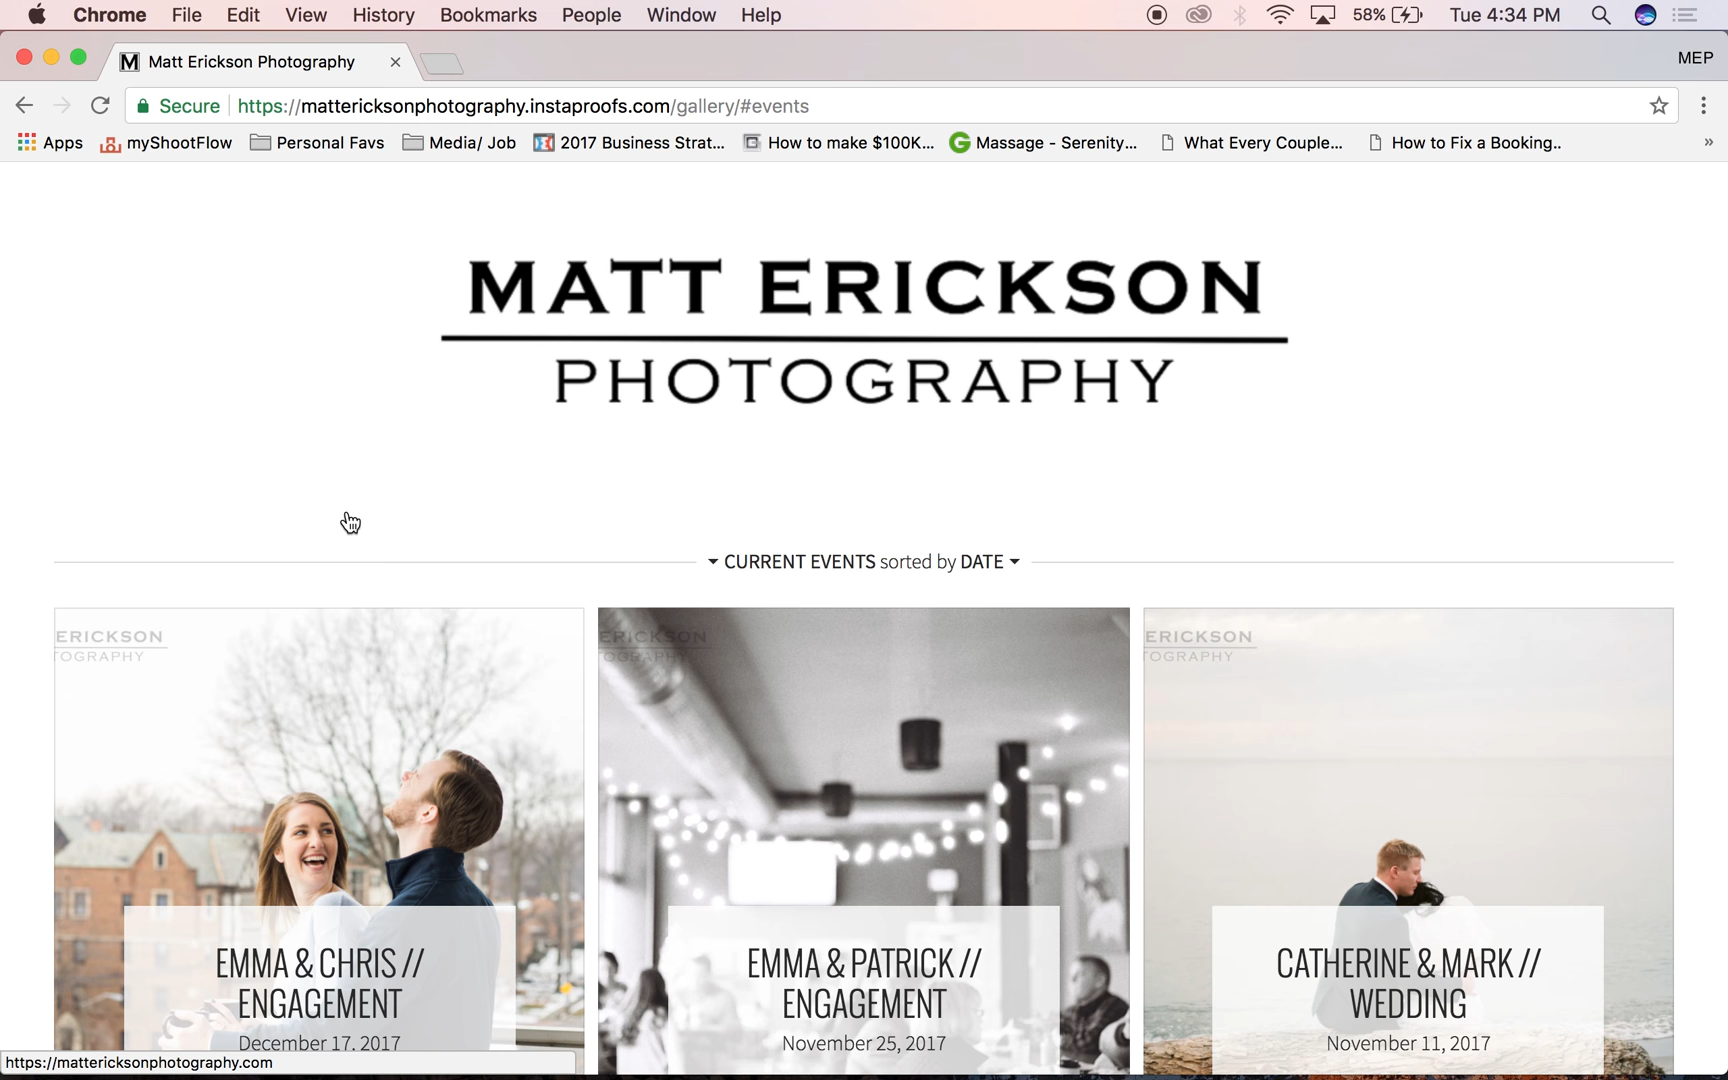 Chrome File Edit View History Bookmarks People Window Help 58% Tue 4:34 PM
M Matt Erickson Photography MEP
Secure https://mattericksonphotography.instaproofs.com/gallery/#events
Apps myShootFlow Personal Favs Media/ Job 2017 Business Strat... How to make $100K... Massage - Serenity... What Every Couple... How to Fix a Booking.. »
MATT ERICKSON
PHOTOGRAPHY
CURRENT EVENTS sorted by DATE
ERICKSON
TOGRAPHY
ERICKSON
OGRAPHY
ERICKSON
TOGRAPHY
EMMA & CHRIS //
ENGAGEMENT
December 17, 2017
EMMA & PATRICK //
ENGAGEMENT
November 25, 2017
CATHERINE & MARK //
WEDDING
November 11, 2017
https://mattericksonphotography.com